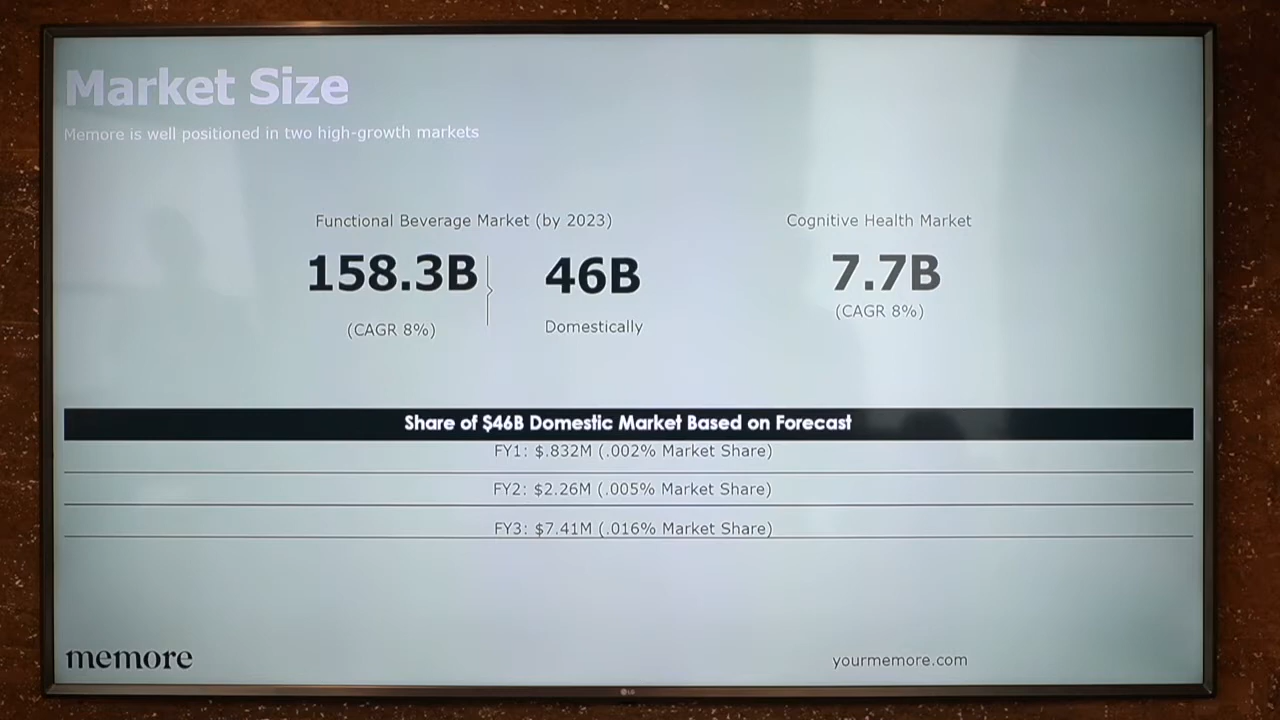 Market Size
Memore is well positioned in two high-growth markets
Functional Beverage Market (by 2023)
158.3B
(CAGR 8%)
46B
Domestically
Cognitive Health Market
7.7B
(CAGR 8%)
Share of $46B Domestic Market Based on Forecast
FY1: $.832M (.002% Market Share)
FY2: $2.26M (.005% Market Share)
FY3: $7.41M (.016% Market Share)
memore
yourmemore.com
LG